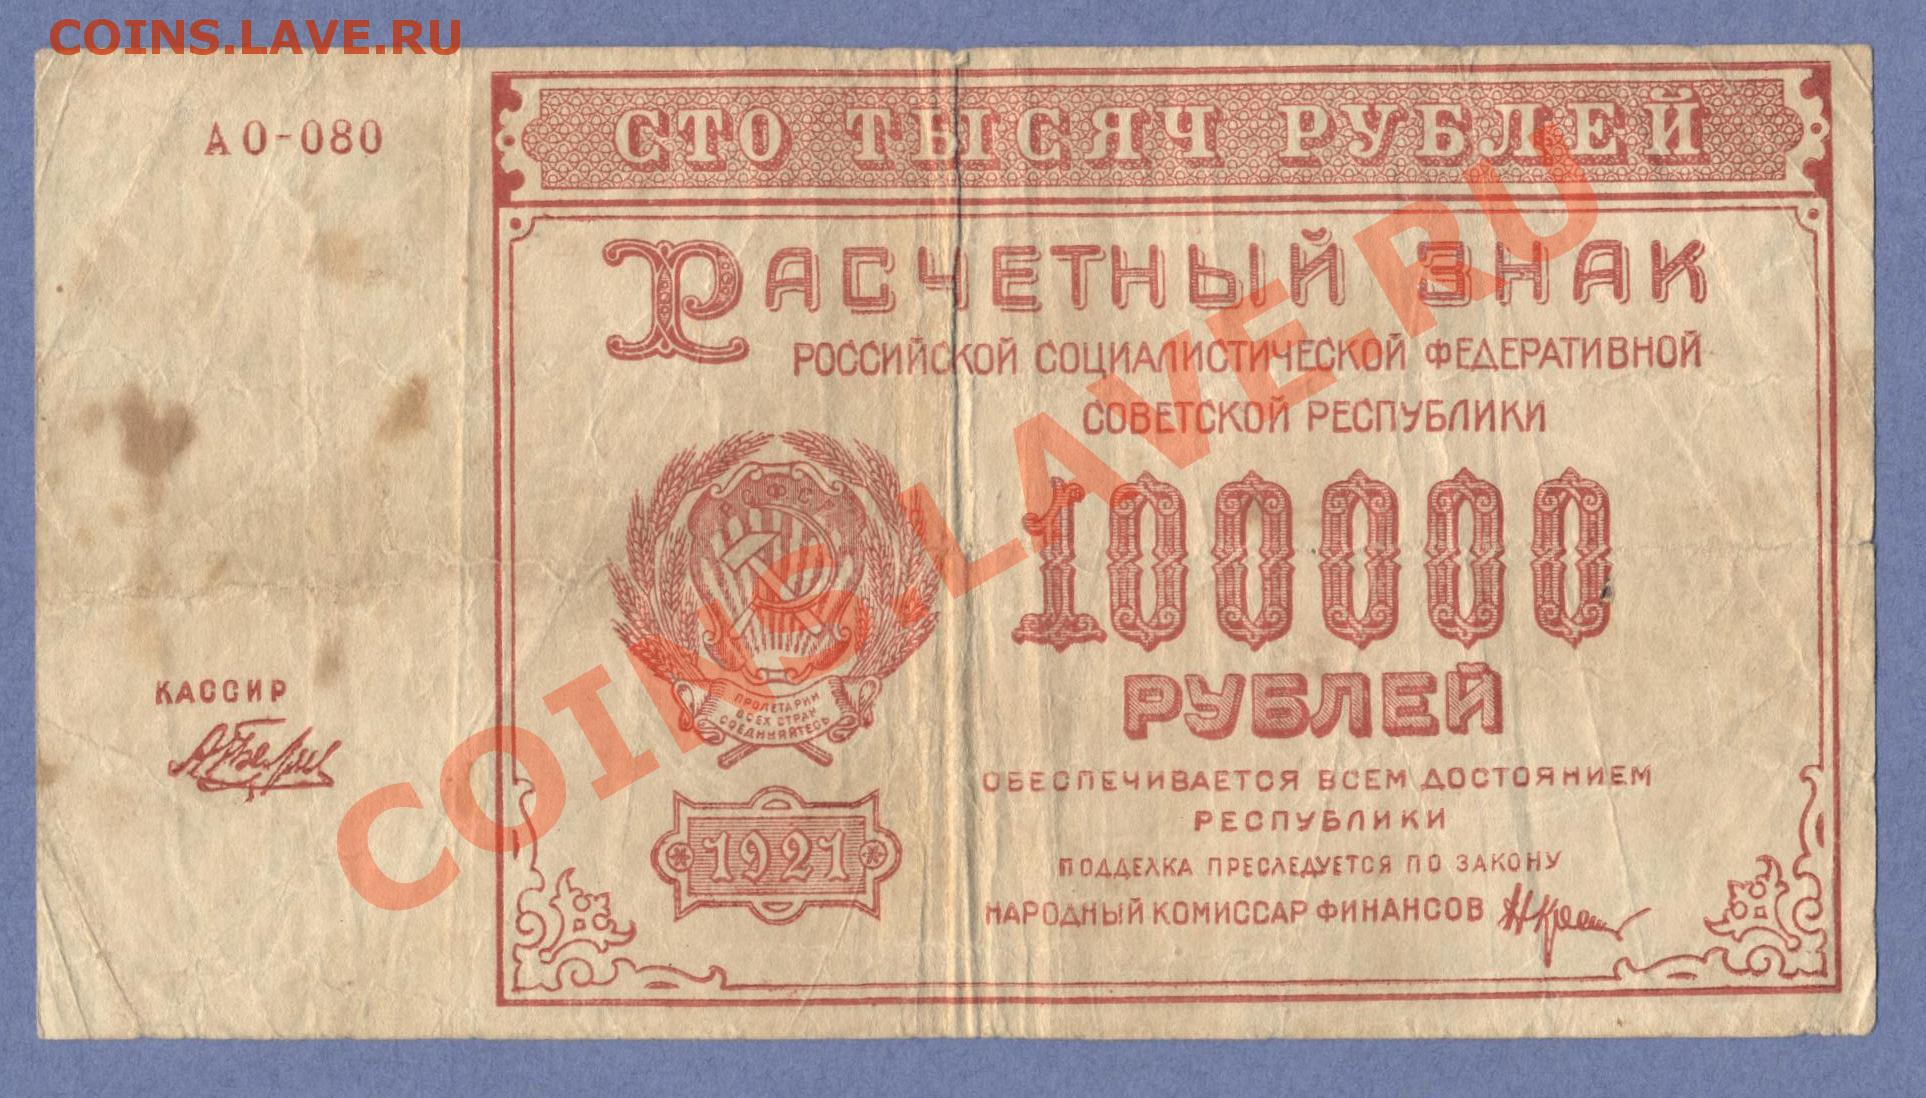 COINS.LAVE.RU
АО-080
СТО ТЫСЯЧ РУБЛЕЙ
РАСЧЕТНЫЙ ЗНАК
РОССИЙСКОЙ СОЦИАЛИСТИЧЕСКОЙ ФЕДЕРАТИВНОЙ
СОВЕТСКОЙ РЕСПУБЛИКИ
РСФСР
100000
РУБЛЕЙ
ПРОЛЕТАРИИ
ВСЕХ СТРАН
СОЕДИНЯЙТЕСЬ
1921
ОБЕСПЕЧИВАЕТСЯ ВСЕМ ДОСТОЯНИЕМ
РЕСПУБЛИКИ
ПОДДЕЛКА ПРЕСЛЕДУЕТСЯ ПО ЗАКОНУ
НАРОДНЫЙ КОМИССАР ФИНАНСОВ
КАССИР
COINS.LAVE.RU